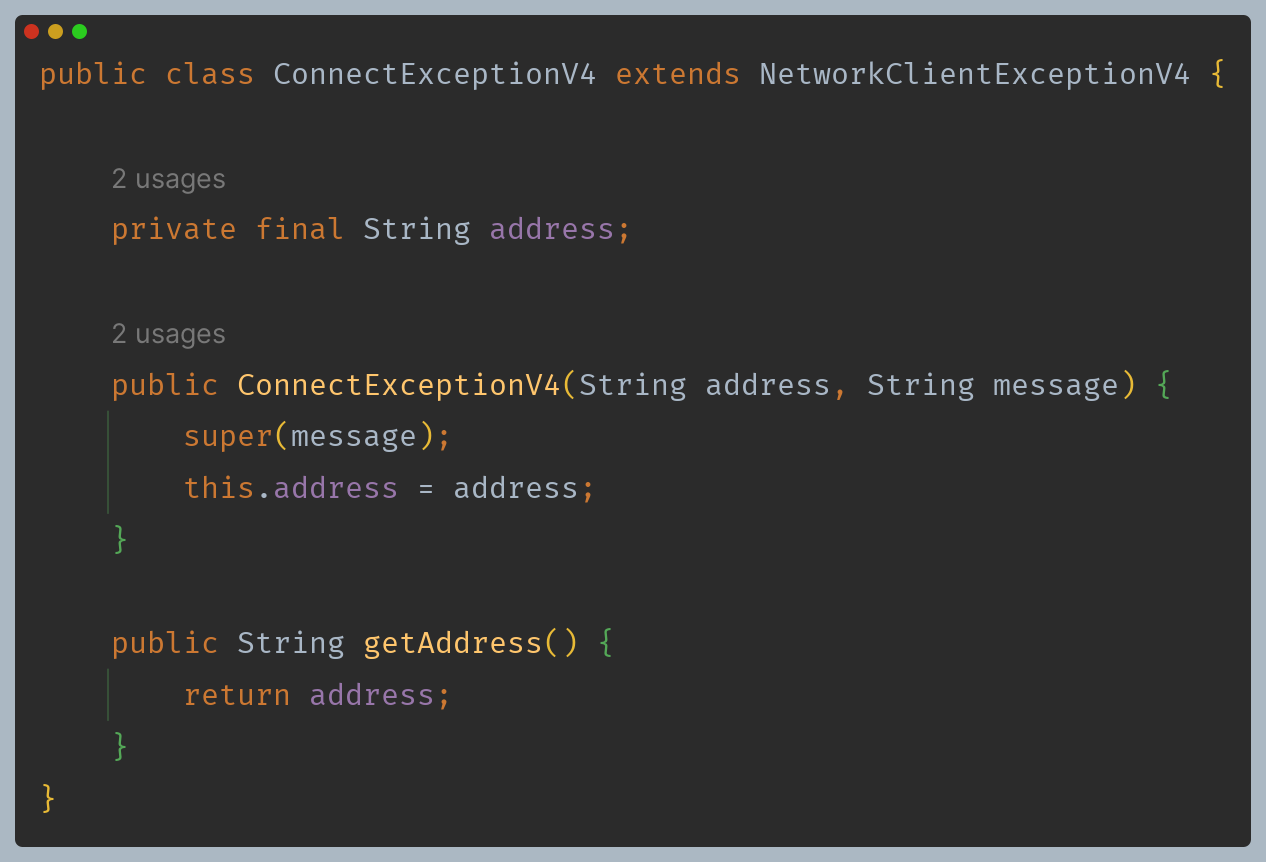 public class ConnectExceptionV4 extends NetworkClientExceptionV4 {
2 usages
private final String address;
2 usages
public ConnectExceptionV4(String address, String message) {
super(message);
this.address = address;
}
public String getAddress() {
return address;
}
}